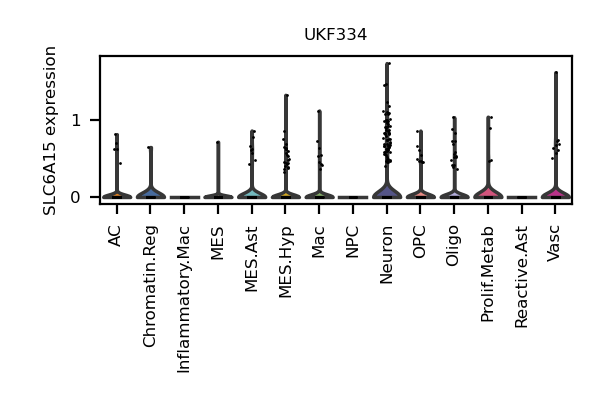 UKF334
SLC6A15 expression
1
0
AC
Chromatin.Reg
Inflammatory.Mac
MES
MES.Ast
MES.Hyp
Mac
NPC
Neuron
OPC
Oligo
Prolif.Metab
Reactive.Ast
Vasc